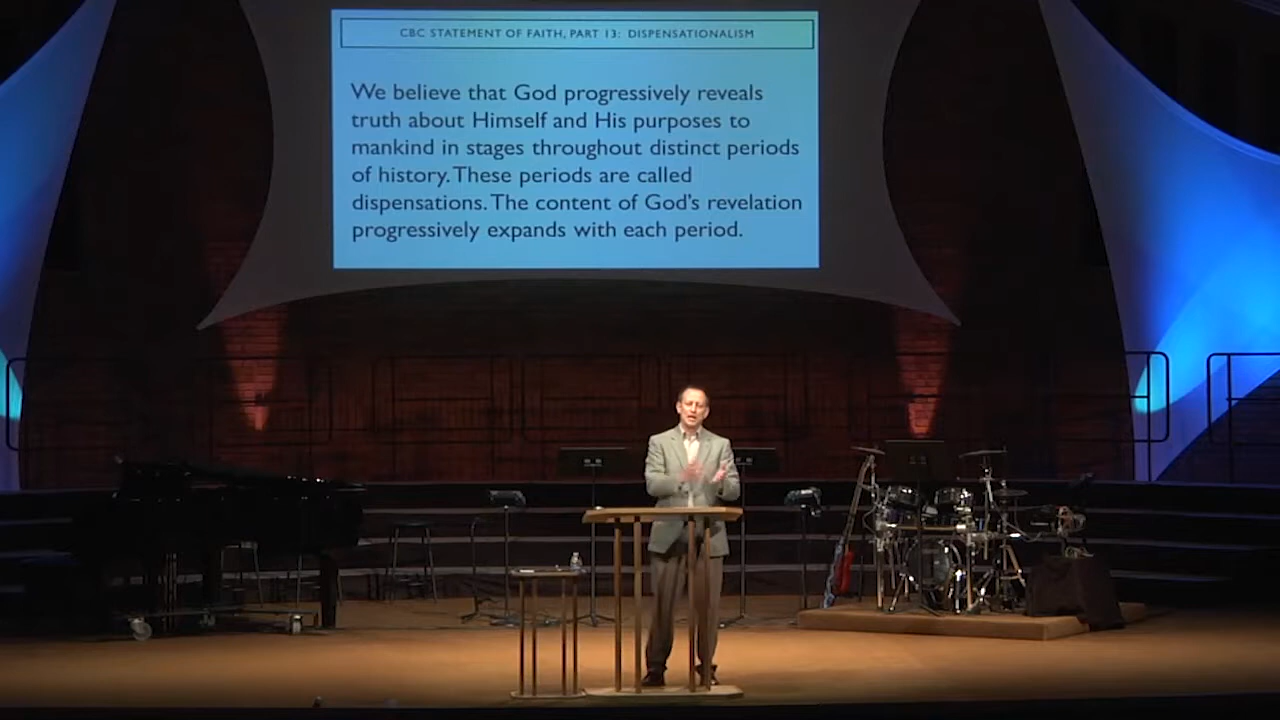 CBC STATEMENT OF FAITH, PART 13: DISPENSATIONALISM
We believe that God progressively reveals
truth about Himself and His purposes to
mankind in stages throughout distinct periods
of history. These periods are called
dispensations. The content of God's revelation
progressively expands with each period.